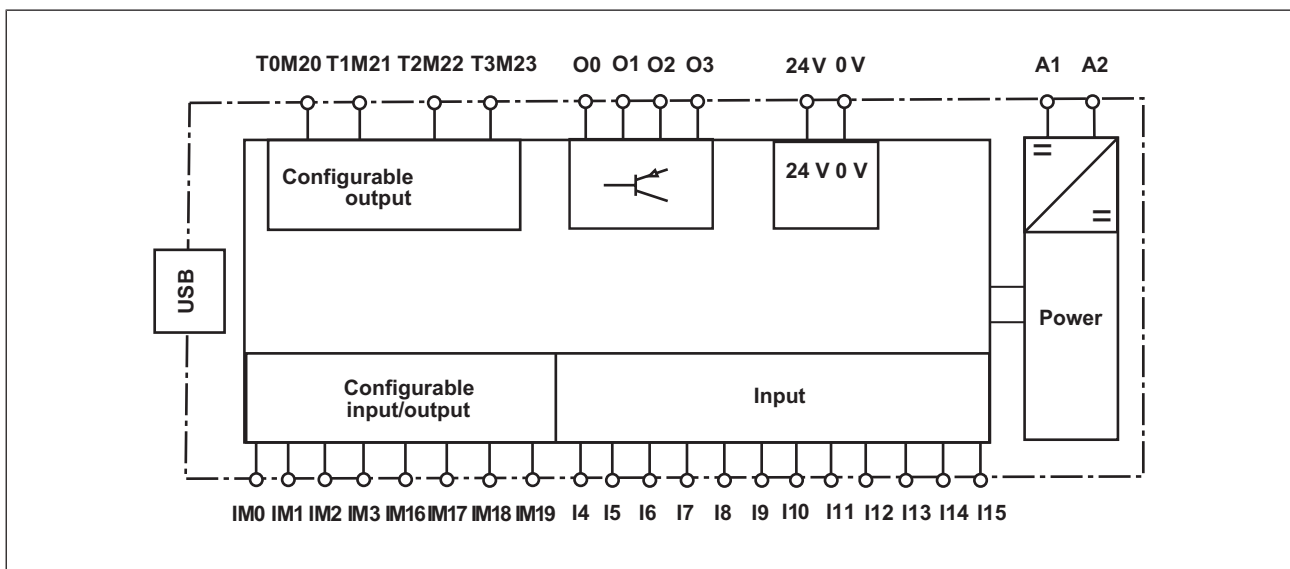 T0M20 T1M21 T2M22 T3M23 O0 O1 O2 O3 24 V 0 V A1 A2
Configurable
output
24 V 0 V
USB
Power
Configurable
input/output
Input
IM0 IM1 IM2 IM3 IM16 IM17 IM18 IM19 I4 I5 I6 I7 I8 I9 I10 I11 I12 I13 I14 I15